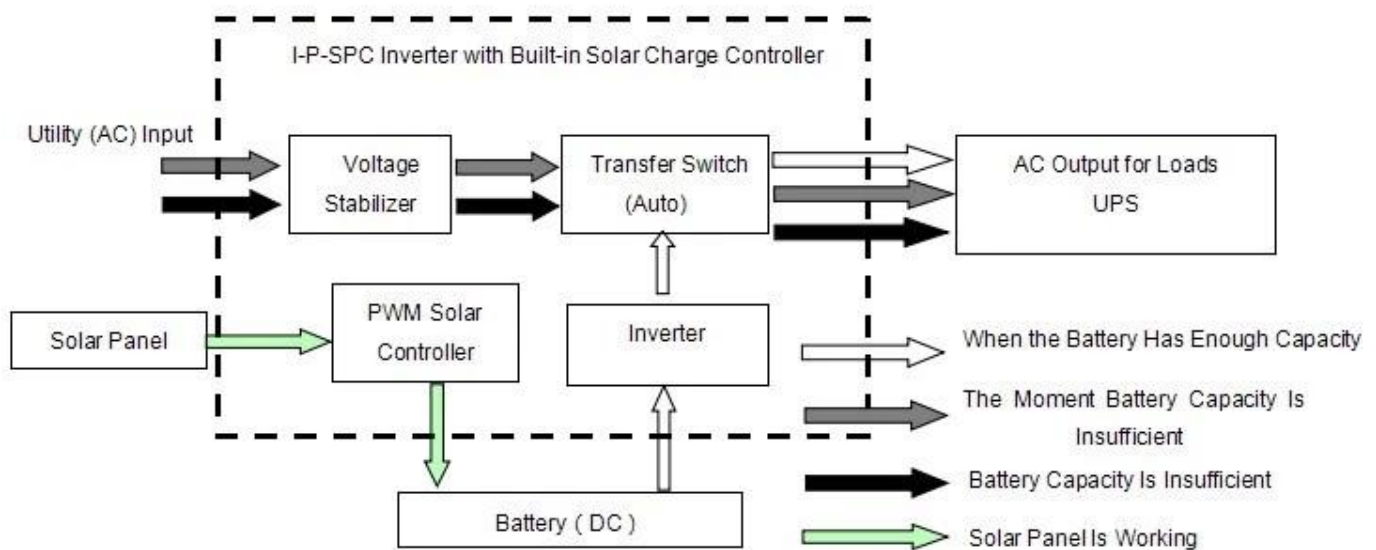 I-P-SPC Inverter with Built-in Solar Charge Controller
Utility (AC) Input
Voltage
Stabilizer
Transfer Switch
(Auto)
AC Output for Loads
UPS
Solar Panel
PWM Solar
Controller
Inverter
Battery ( DC )
When the Battery Has Enough Capacity
The Moment Battery Capacity Is
Insufficient
Battery Capacity Is Insufficient
Solar Panel Is Working